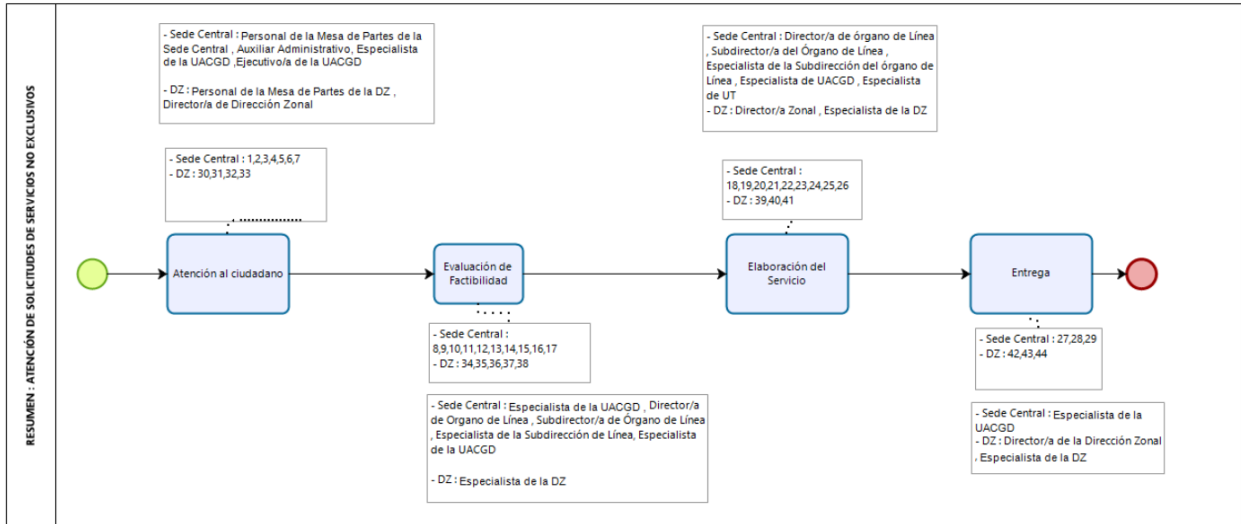 RESUMEN : ATENCIÓN DE SOLICITUDES DE SERVICIOS NO EXCLUSIVOS
- Sede Central : Personal de la Mesa de Partes de la
Sede Central , Auxiliar Administrativo, Especialista
de la UACGD ,Ejecutivo/a de la UACGD
- DZ : Personal de la Mesa de Partes de la DZ ,
Director/a de Dirección Zonal
- Sede Central : 1,2,3,4,5,6,7
- DZ : 30,31,32,33
Atención al ciudadano
Evaluación de
Factibilidad
- Sede Central :
8,9,10,11,12,13,14,15,16,17
- DZ : 34,35,36,37,38
- Sede Central : Especialista de la UACGD , Director/a
de Organo de Línea , Subdirector/a de Órgano de Línea
, Especialista de la Subdirección de Línea, Especialista
de la UACGD
- DZ : Especialista de la DZ
- Sede Central : Director/a de órgano de Línea
, Subdirector/a del Órgano de Línea ,
Especialista de la Subdirección del órgano de
Línea , Especialista de UACGD , Especialista
de UT
- DZ : Director/a Zonal , Especialista de la DZ
- Sede Central :
18,19,20,21,22,23,24,25,26
- DZ : 39,40,41
Elaboración del
Servicio
Entrega
- Sede Central : 27,28,29
- DZ : 42,43,44
- Sede Central : Especialista de la
UACGD
- DZ : Director/a de la Dirección Zonal
, Especialista de la DZ